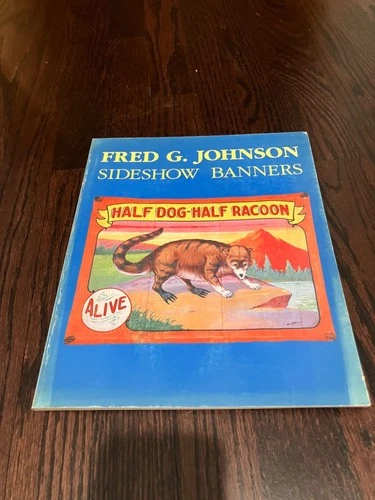 FRED G. JOHNSON
SIDESHOW BANNERS
HALF DOG-HALF RACOON
ALIVE